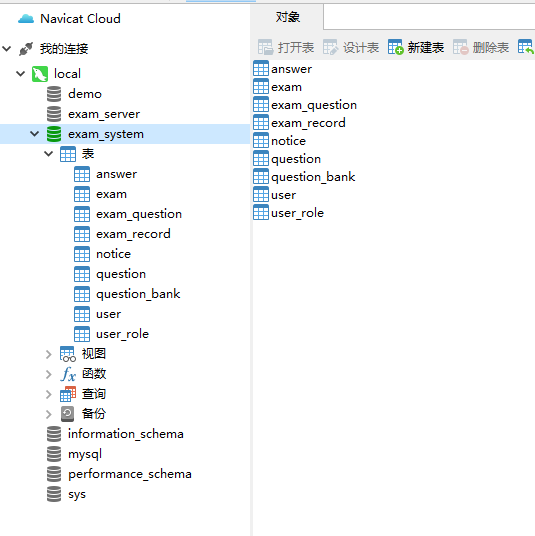 Navicat Cloud
我的连接
local
demo
exam_server
exam_system
表
answer
exam
exam_question
exam_record
notice
question
question_bank
user
user_role
视图
fx 函数
查询
备份
information_schema
mysql
performance_schema
sys
对象
打开表 设计表 新建表 删除表
answer
exam
exam_question
exam_record
notice
question
question_bank
user
user_role